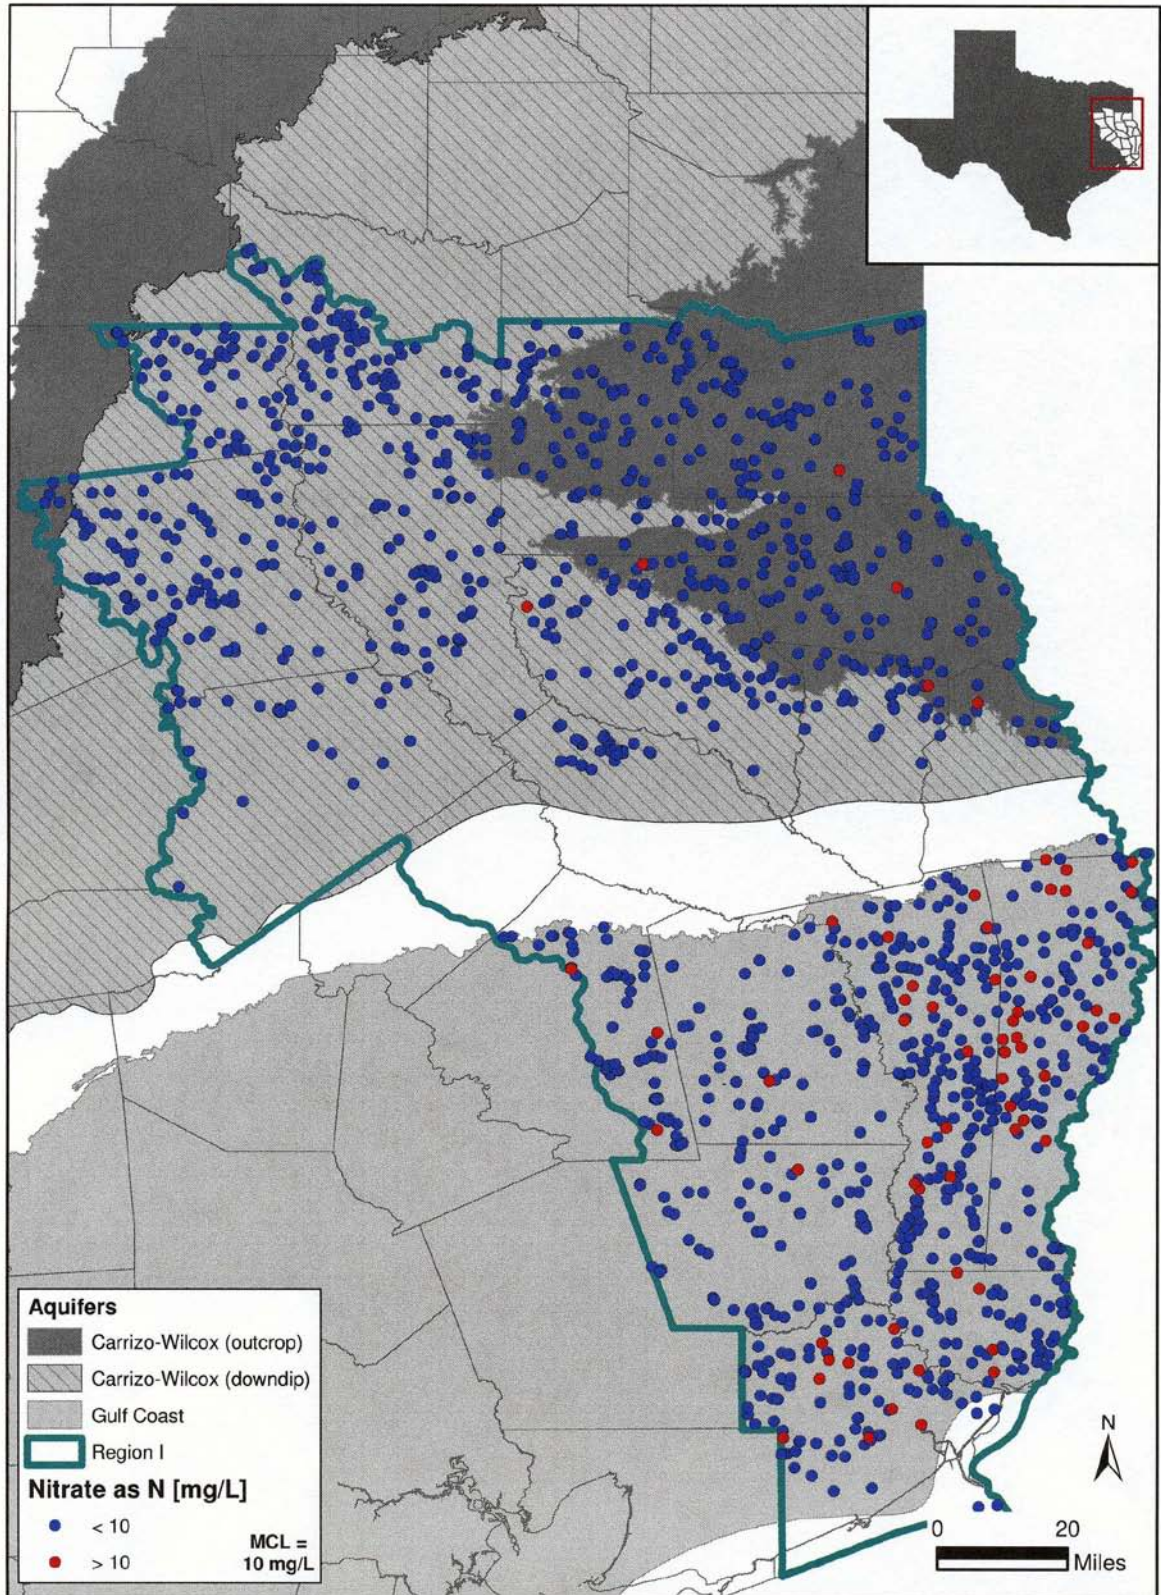 N
0 20
Miles
Aquifers
Carrizo-Wilcox (outcrop)
Carrizo-Wilcox (downdip)
Gulf Coast
Region I
Nitrate as N [mg/L]
< 10
> 10
MCL =
10 mg/L